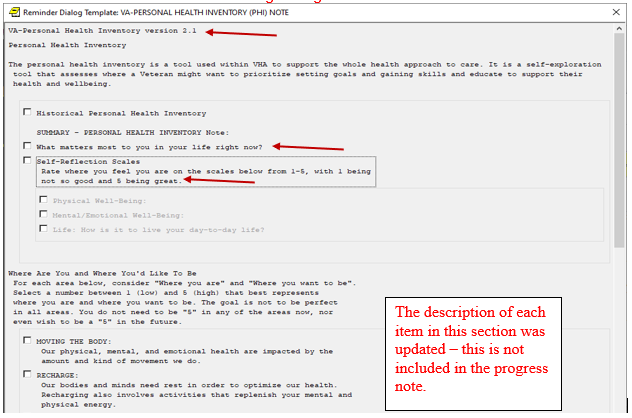 Reminder Dialog Template: VA-PERSONAL HEALTH INVENTORY (PHI) NOTE
VA-Personal Health Inventory version 2.1
Personal Health Inventory
The personal health inventory is a tool used within VHA to support the whole health approach to care. It is a self-exploration
tool that assesses where a Veteran might want to prioritize setting goals and gaining skills and educate to support their
health and wellbeing.
Historical Personal Health Inventory
SUMMARY - PERSONAL HEALTH INVENTORY Note:
What matters most to you in your life right now?
Self-Reflection Scales
Rate where you feel you are on the scales below from 1-5, with 1 being
not so good and 5 being great.
Physical Well-Being:
Mental/Emotional Well-Being:
Life: How is it to live your day-to-day life?
Where Are You and Where You'd Like To Be
For each area below, consider "Where you are" and "Where you want to be".
Select a number between 1 (low) and 5 (high) that best represents
where you are and where you want to be. The goal is not to be perfect
in all areas. You do not need to be "5" in any of the areas now, nor
even wish to be a "5" in the future.
The description of each
item in this section was
updated – this is not
included in the progress
note.
MOVING THE BODY:
Our physical, mental, and emotional health are impacted by the
amount and kind of movement we do.
RECHARGE:
Our bodies and minds need rest in order to optimize our health.
Recharging also involves activities that replenish your mental and
physical energy.